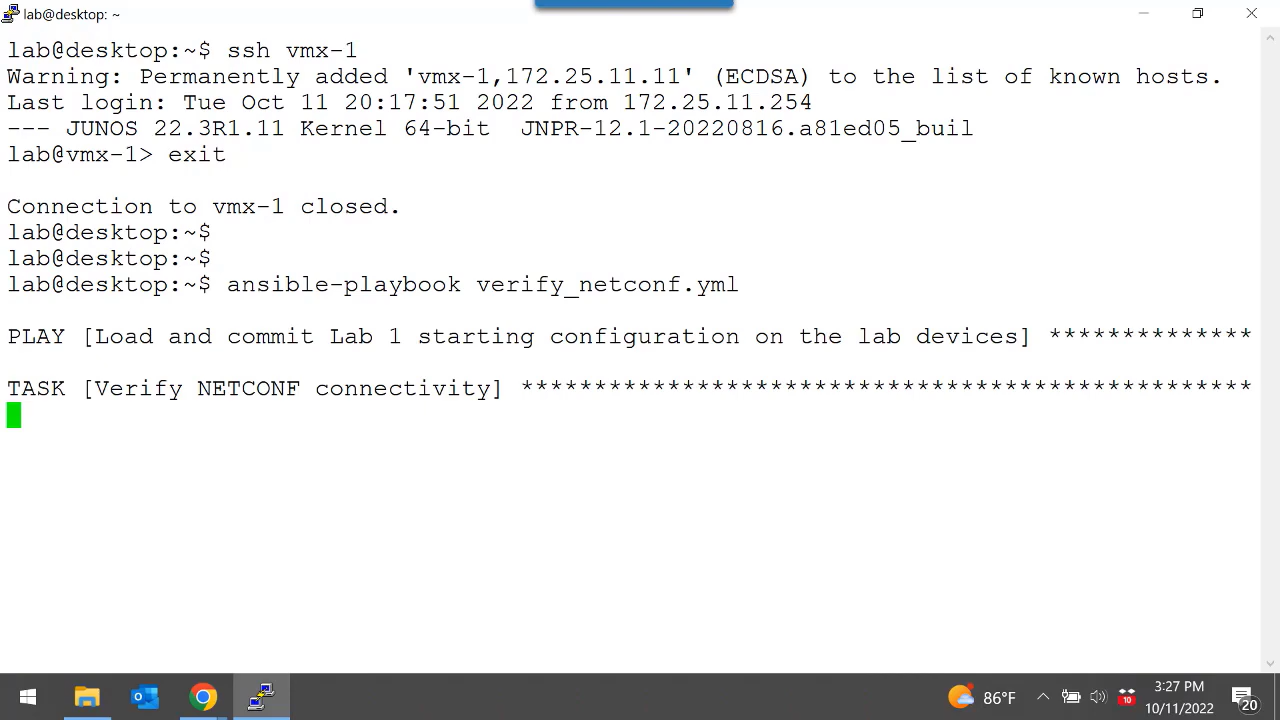 lab@desktop: ~
lab@desktop:~$ ssh vmx-1
Warning: Permanently added 'vmx-1,172.25.11.11' (ECDSA) to the list of known hosts.
Last login: Tue Oct 11 20:17:51 2022 from 172.25.11.254
--- JUNOS 22.3R1.11 Kernel 64-bit  JNPR-12.1-20220816.a81ed05_buil
lab@vmx-1> exit
Connection to vmx-1 closed.
lab@desktop:~$
lab@desktop:~$
lab@desktop:~$ ansible-playbook verify_netconf.yml
PLAY [Load and commit Lab 1 starting configuration on the lab devices] **************
TASK [Verify NETCONF connectivity] **************************************************
86°F
10
3:27 PM
10/11/2022
20